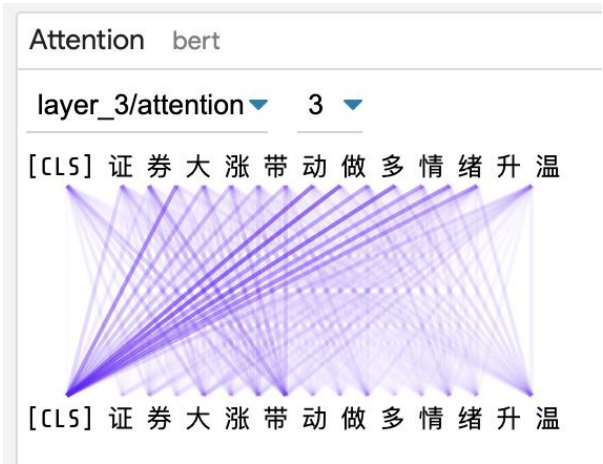 Attention bert
layer_3/attention 3
[CLS] 证 券 大 涨 带 动 做 多 情 绪 升 温
[CLS] 证 券 大 涨 带 动 做 多 情 绪 升 温